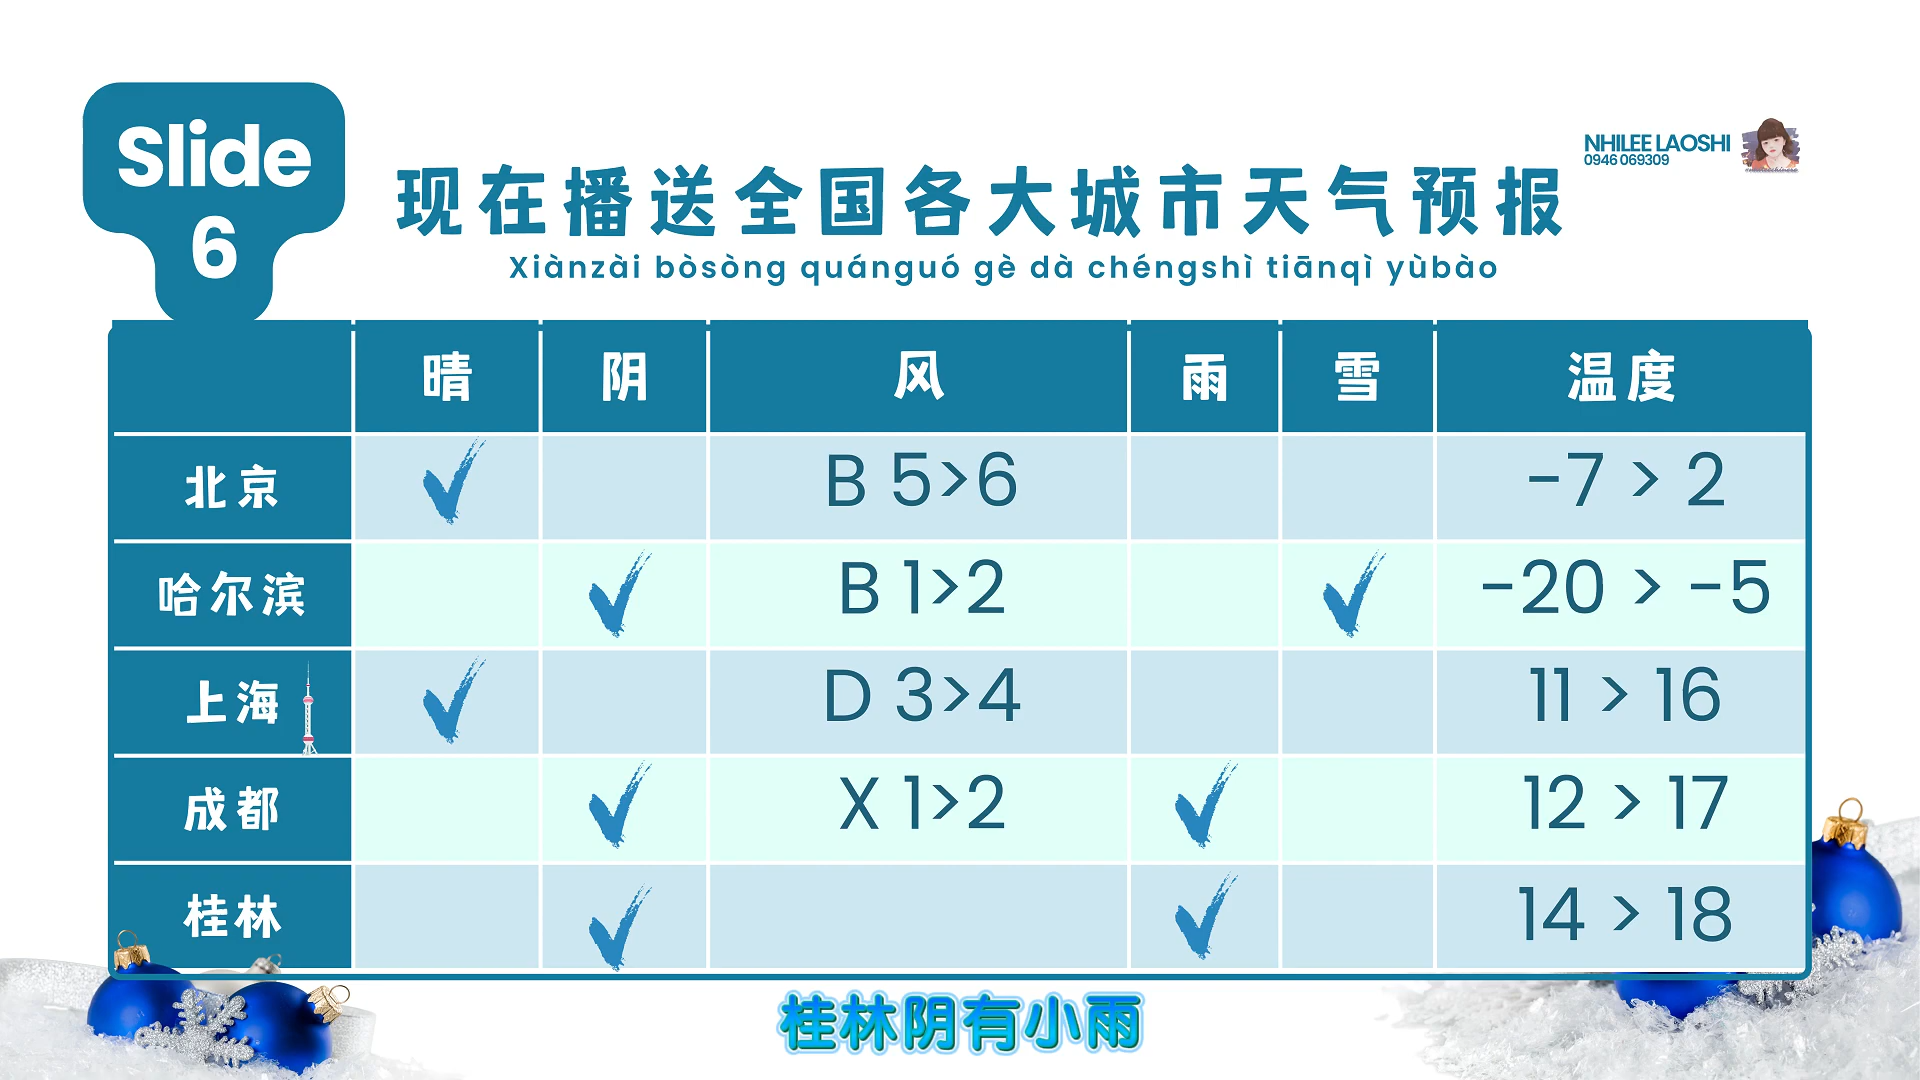 Slide
6
NHILEE LAOSHI
0946 069309
现在播送全国各大城市天气预报
Xiànzài bòsòng quánguó gè dà chéngshì tiānqì yùbào
晴 阴 风 雨 雪 温度
北京 B 5>6 -7 > 2
哈尔滨 B 1>2 -20 > -5
上海 D 3>4 11 > 16
成都 X 1>2 12 > 17
桂林 14 > 18
桂林阴有小雨